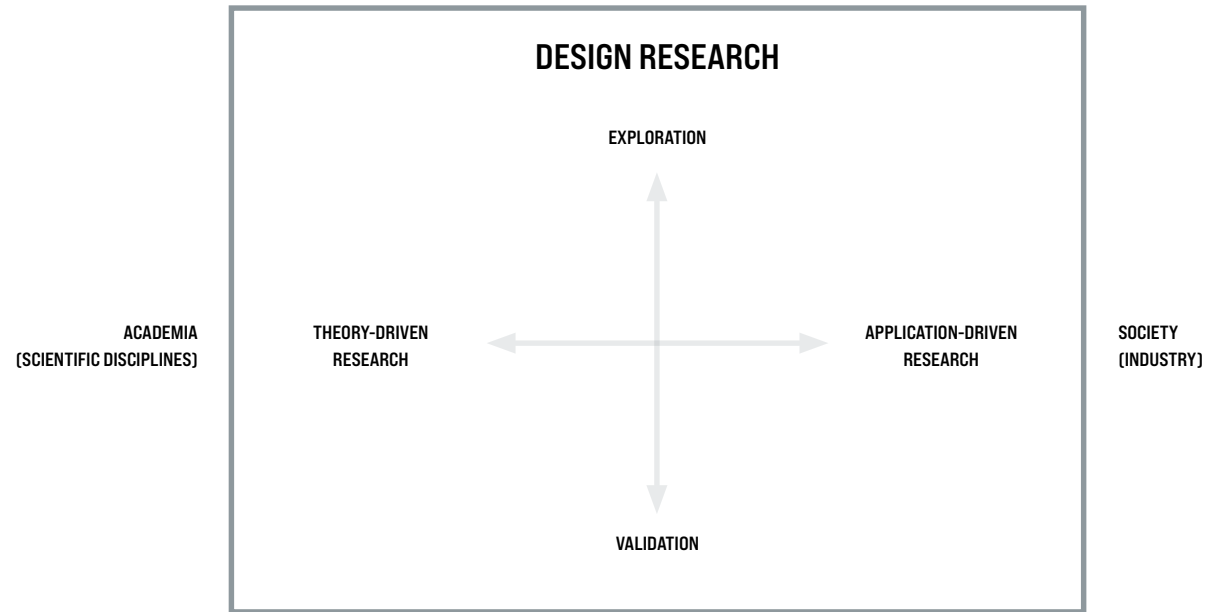 DESIGN RESEARCH
EXPLORATION
ACADEMIA
(SCIENTIFIC DISCIPLINES)
THEORY-DRIVEN
RESEARCH
APPLICATION-DRIVEN
RESEARCH
SOCIETY
(INDUSTRY)
VALIDATION